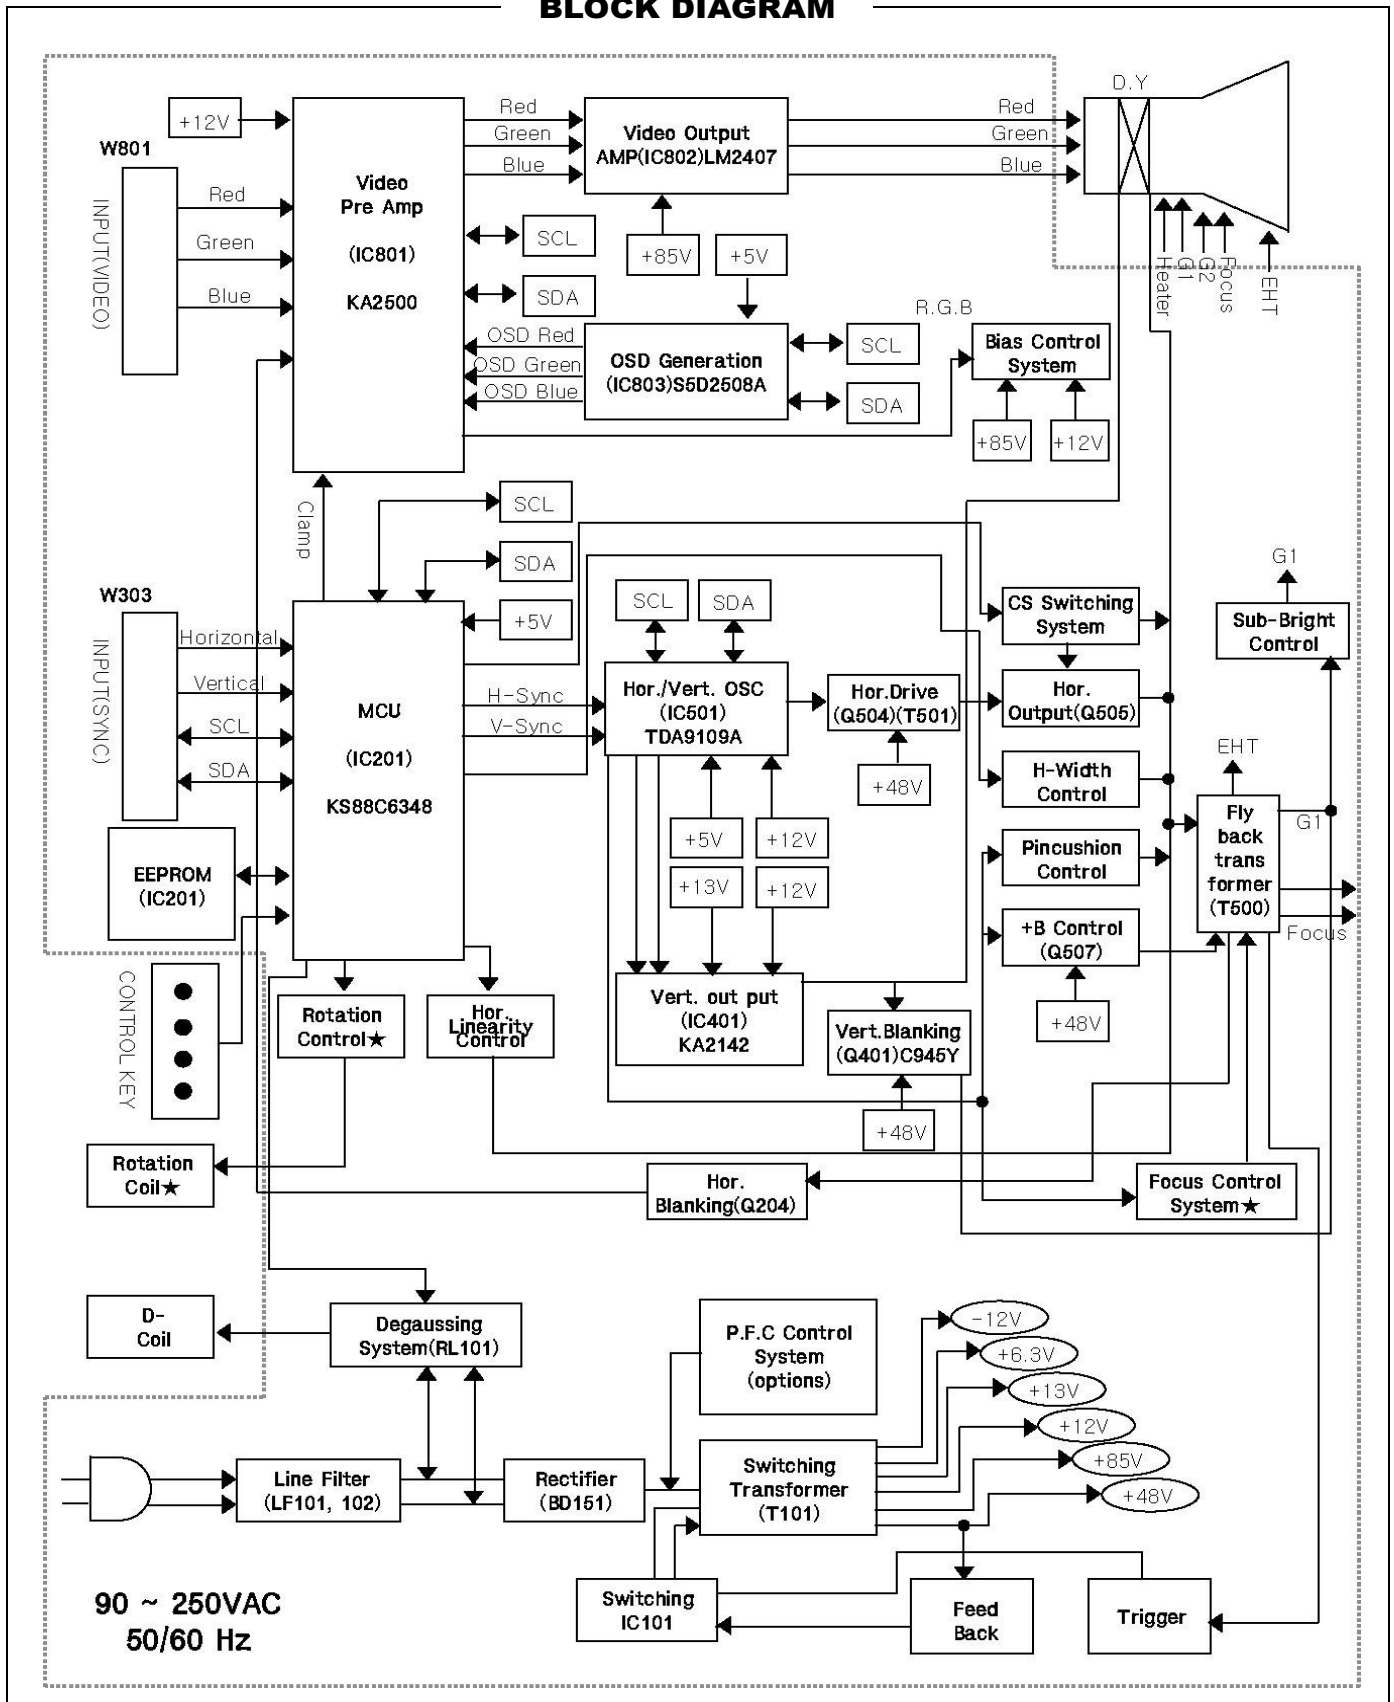 BLOCK DIAGRAM
D.Y
+12V
W801
INPUT(VIDEO)
Red
Green
Blue
Video
Pre Amp
(IC801)
KA2500
Red
Green
Blue
Video Output
AMP(IC802)LM2407
Red
Green
Blue
SCL
SDA
+85V
+5V
Heater
G1
G2
Focus
EHT
OSD Red
OSD Green
OSD Blue
OSD Generation
(IC803)S5D2508A
SCL
SDA
R.G.B
Bias Control
System
+85V
+12V
Clamp
SCL
SDA
+5V
W303
INPUT(SYNC)
Horizontal
Vertical
SCL
SDA
MCU
(IC201)
KS88C6348
EEPROM
(IC201)
H-Sync
V-Sync
SCL
SDA
Hor./Vert. OSC
(IC501)
TDA9109A
Hor.Drive
(Q504)(T501)
+48V
CS Switching
System
Hor.
Output(Q505)
H-Width
Control
Pincushion
Control
+B Control
(Q507)
+48V
G1
Sub-Bright
Control
EHT
Fly
back
trans
former
(T500)
G1
Focus
+5V
+12V
+13V
+12V
CONTROL KEY
Rotation
Control★
Hor.
Linearity
Control
Vert. out put
(IC401)
KA2142
Vert.Blanking
(Q401)C945Y
+48V
Rotation
Coil★
Hor.
Blanking(Q204)
Focus Control
System★
D-
Coil
Degaussing
System(RL101)
P.F.C Control
System
(options)
-12V
+6.3V
+13V
+12V
+85V
+48V
Line Filter
(LF101, 102)
Rectifier
(BD151)
Switching
Transformer
(T101)
90 ~ 250VAC
50/60 Hz
Switching
IC101
Feed
Back
Trigger